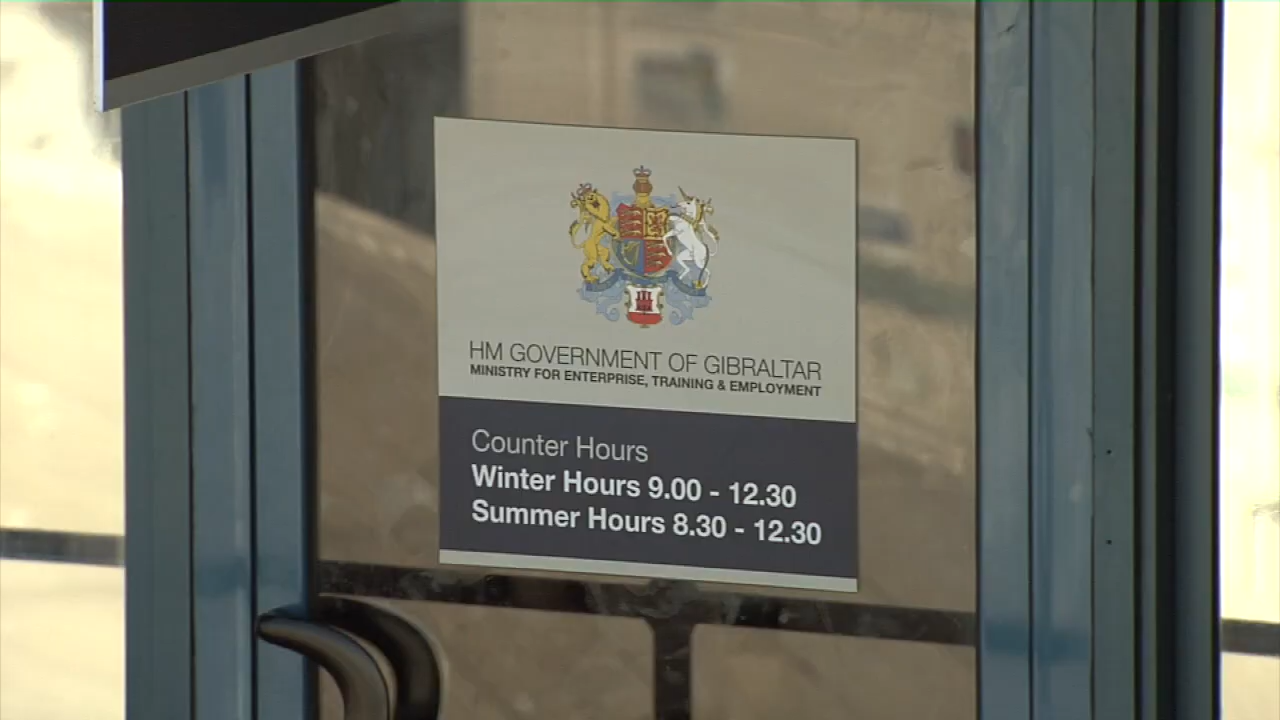 HM GOVERNMENT OF GIBRALTAR
MINISTRY FOR ENTERPRISE, TRAINING & EMPLOYMENT
Counter Hours
Winter Hours 9.00 - 12.30
Summer Hours 8.30 - 12.30